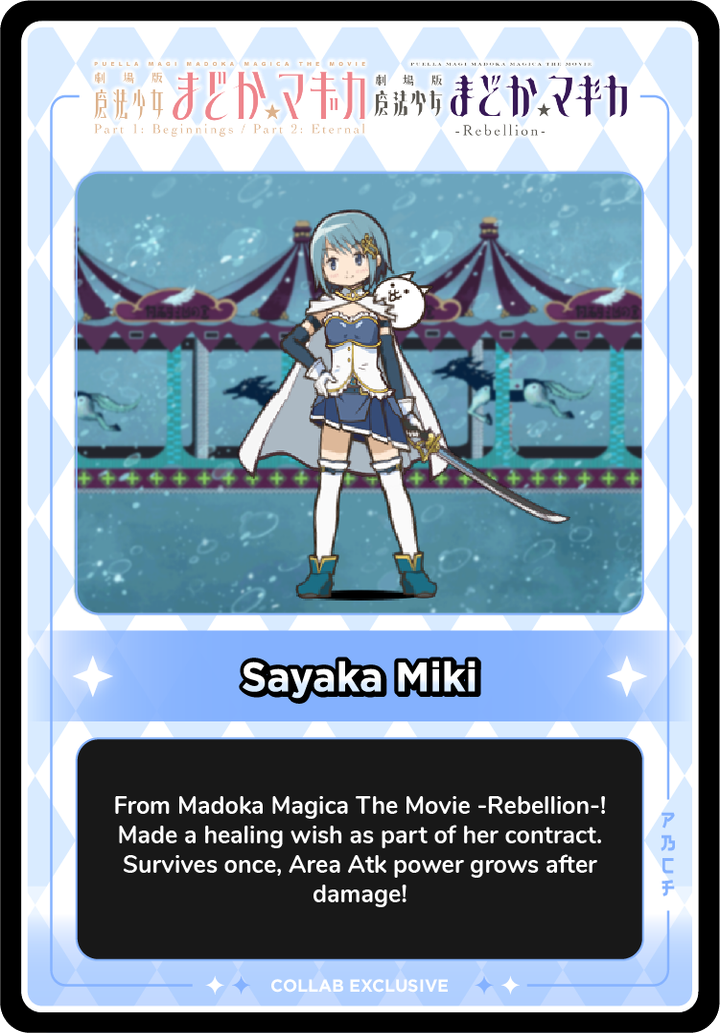 PUELLA MAGI MADOKA MAGICA THE MOVIE
劇場版
魔法少女まどか★マギカ
Part 1: Beginnings / Part 2: Eternal
PUELLA MAGI MADOKA MAGICA THE MOVIE
劇場版
魔法少女まどか★マギカ
-Rebellion-
Sayaka Miki
From Madoka Magica The Movie -Rebellion-!
Made a healing wish as part of her contract.
Survives once, Area Atk power grows after
damage!
COLLAB EXCLUSIVE